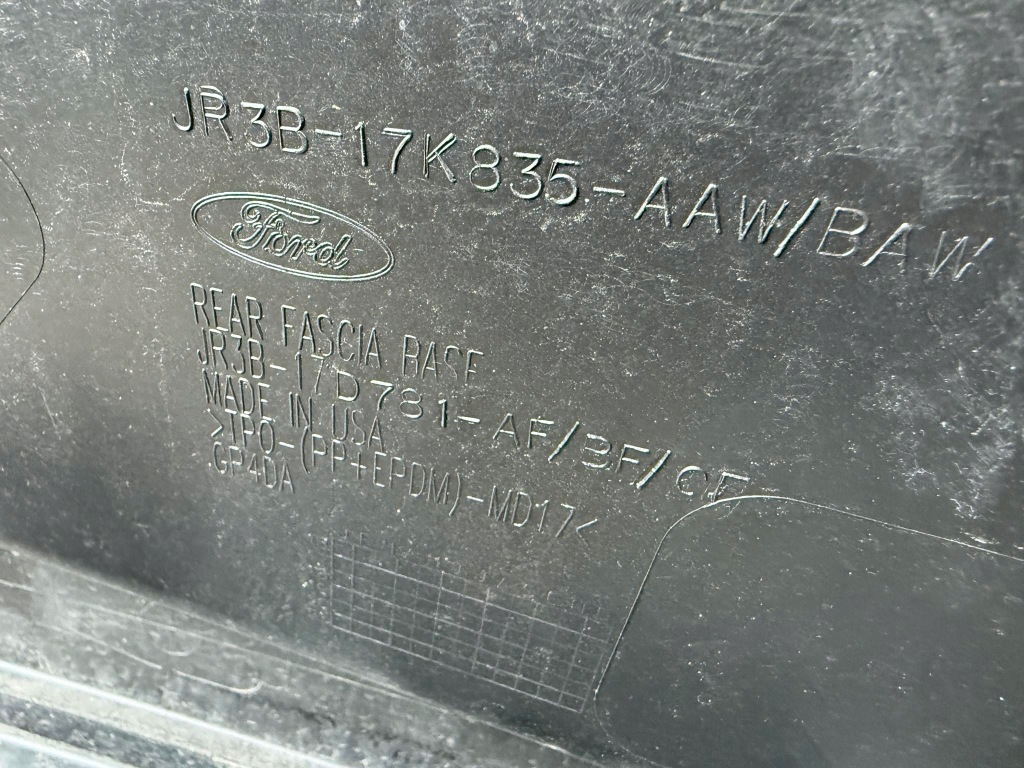 JR3B-17K835-AAW/BAW
Ford
REAR FASCIA BASE
JR3B-17D781-AF/BF/CF
MADE IN USA
>TPO-(PP+EPDM)-MD17<
GP4DA